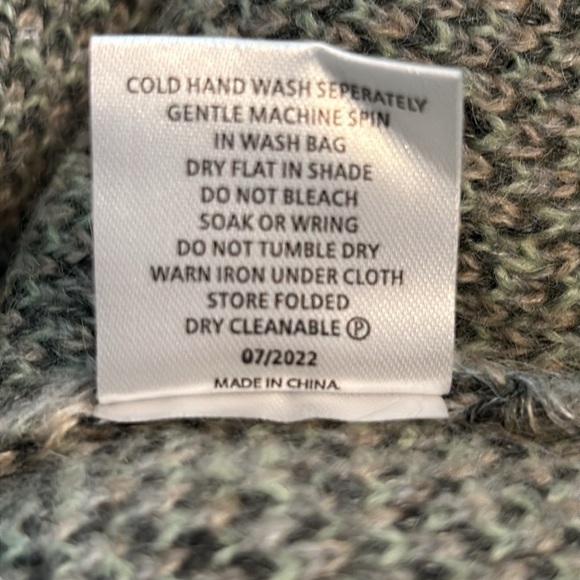 COLD HAND WASH SEPERATELY
GENTLE MACHINE SPIN
IN WASH BAG
DRY FLAT IN SHADE
DO NOT BLEACH
SOAK OR WRING
DO NOT TUMBLE DRY
WARN IRON UNDER CLOTH
STORE FOLDED
DRY CLEANABLE Ⓟ
07/2022
MADE IN CHINA